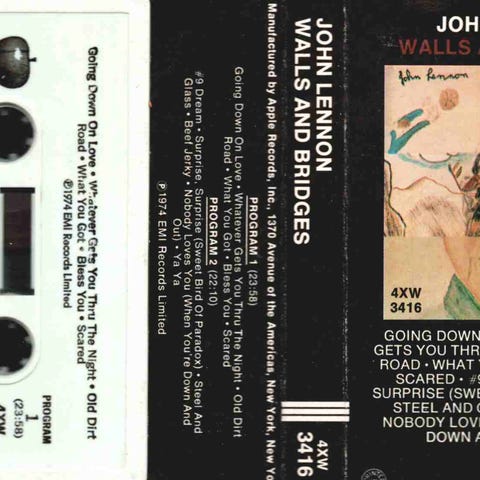 Going Down On Love • Whatever Gets You Thru The Night • Old Dirt
Road • What You Got • Bless You • Scared
℗1974 EMI Records Limited
PROGRAM
1
(23:58)
4XW
PROGRAM 1 (23:58)
Going Down On Love • Whatever Gets You Thru The Night • Old Dirt
Road • What You Got • Bless You • Scared
PROGRAM 2 (22:10)
#9 Dream • Surprise, Surprise (Sweet Bird Of Paradox) • Steel And
Glass • Beef Jerky • Nobody Loves You (When You're Down And
Out) • Ya Ya
℗ 1974 EMI Records Limited
Manufactured by Apple Records, Inc., 1370 Avenue of the Americas, New York, New Yo
JOHN LENNON
WALLS AND BRIDGES
4XW
3416
JOH
WALLS A
john Lennon
4XW
3416
GOING DOWN
GETS YOU THR
ROAD • WHAT Y
SCARED • #9
SURPRISE (SWE
STEEL AND G
NOBODY LOVE
DOWN A